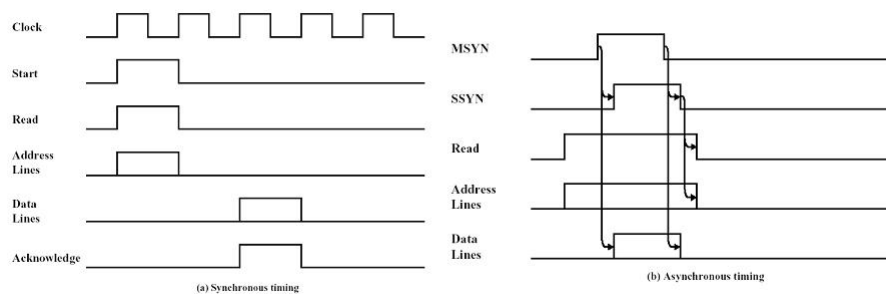 Clock
Start
Read
Address
Lines
Data
Lines
Acknowledge
(a) Synchronous timing
MSYN
SSYN
Read
Address
Lines
Data
Lines
(b) Asynchronous timing